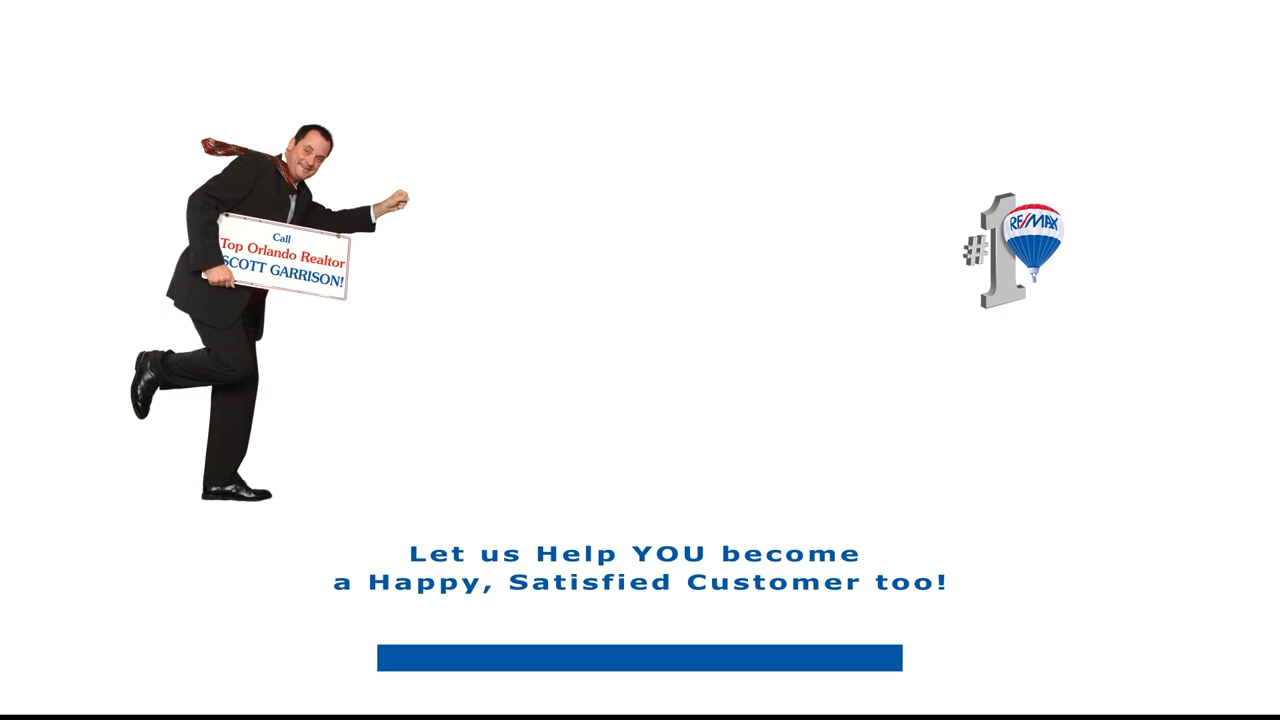 Call
Top Orlando Realtor
SCOTT GARRISON!
#1
RE/MAX
Let us Help YOU become
a Happy, Satisfied Customer too!